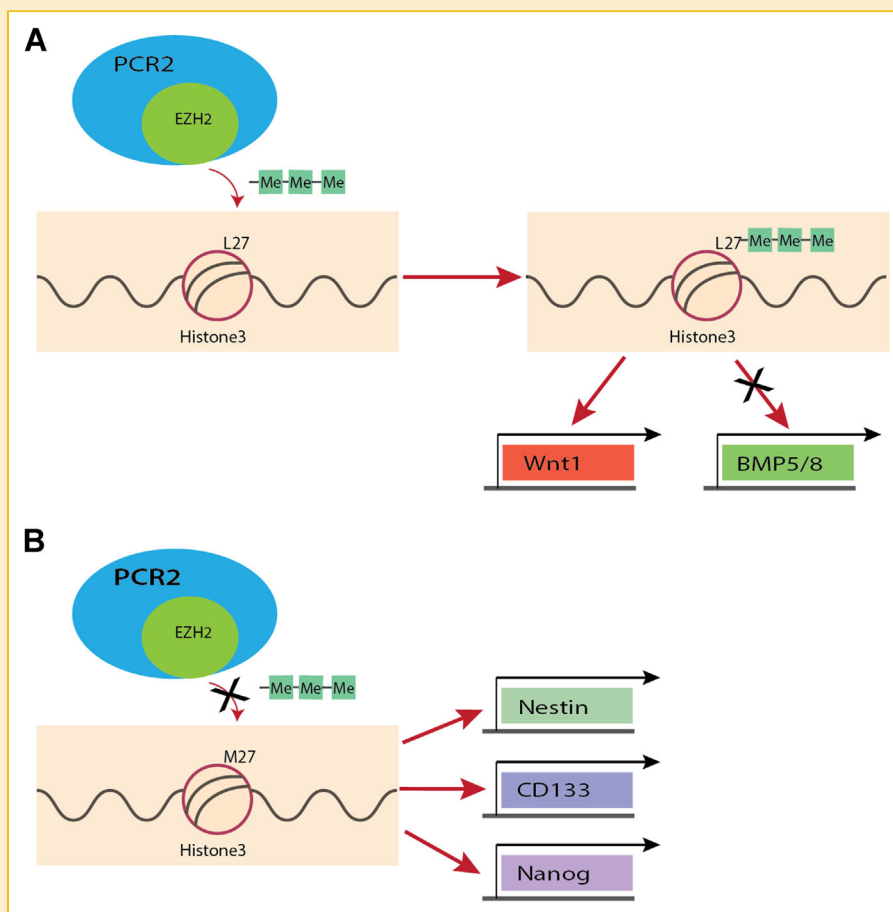 A
PCR2
EZH2
-Me-Me-Me
L27
Histone3
L27-Me-Me-Me
Histone3
Wnt1
BMP5/8
B
PCR2
EZH2
-Me-Me-Me
M27
Histone3
Nestin
CD133
Nanog